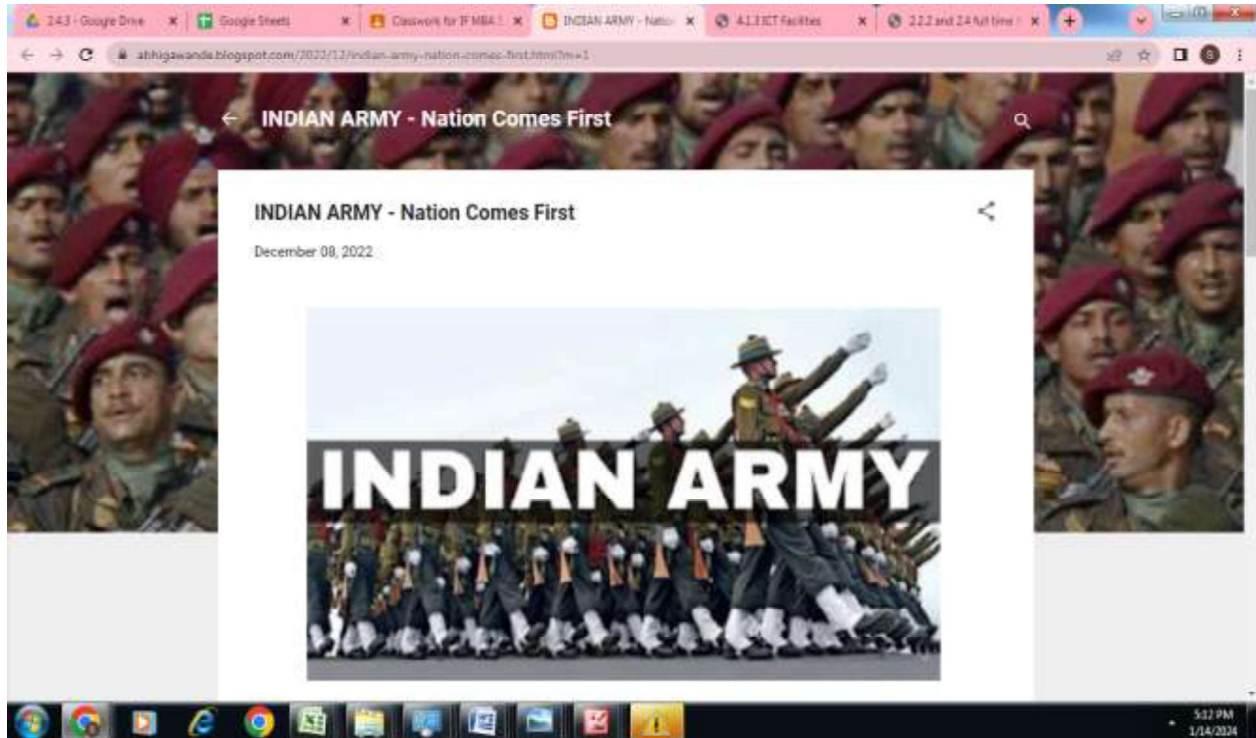 2.4.3 - Google Drive
Google Sheets
Classwork for IF MBA
INDIAN ARMY - Natio
4.1.3 ICT Facilities
2.2.2 and 2.4 full time
abhigawande.blogspot.com/2022/12/indian-army-nation-comes-first.html?m=1
INDIAN ARMY - Nation Comes First
INDIAN ARMY - Nation Comes First
December 08, 2022
INDIAN ARMY
5:12 PM
1/14/2024